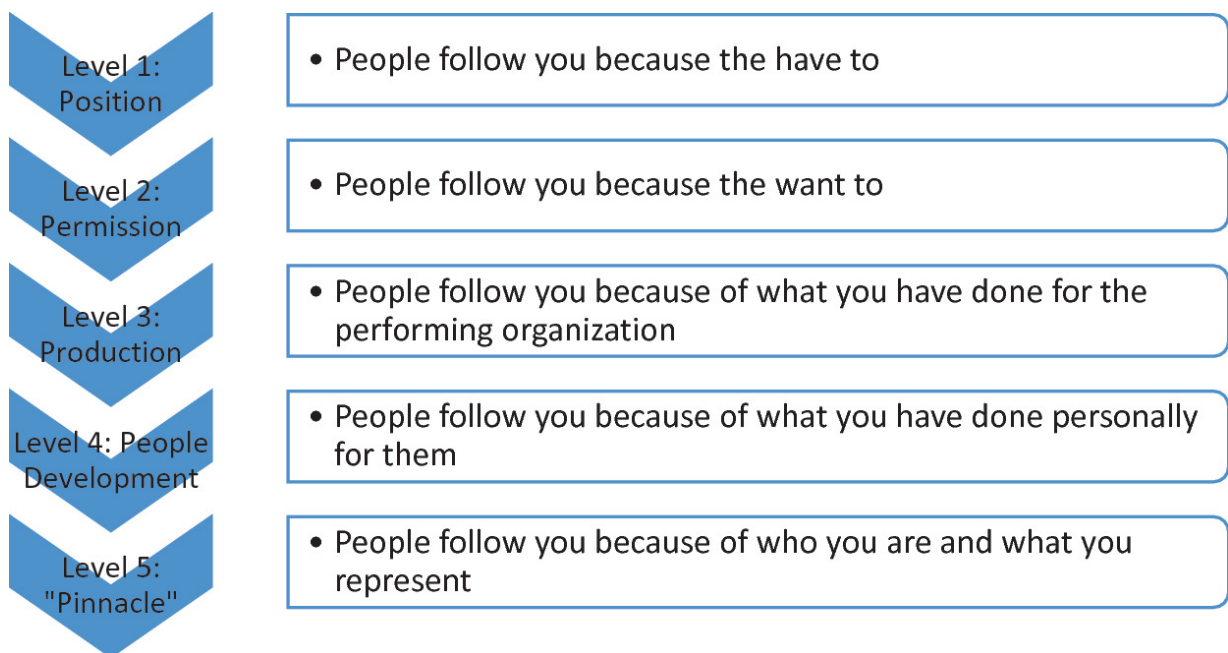 Level 1:
Position
• People follow you because the have to
Level 2:
Permission
• People follow you because the want to
Level 3:
Production
• People follow you because of what you have done for the
performing organization
Level 4: People
Development
• People follow you because of what you have done personally
for them
Level 5:
"Pinnacle"
• People follow you because of who you are and what you
represent